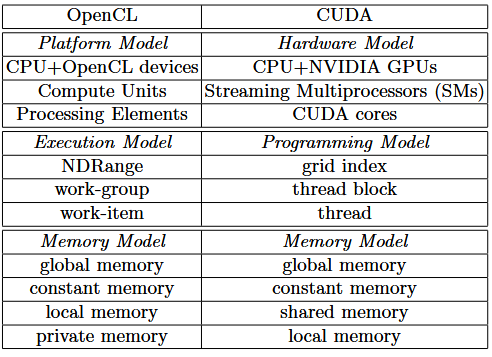 OpenCL CUDA
Platform Model Hardware Model
CPU+OpenCL devices CPU+NVIDIA GPUs
Compute Units Streaming Multiprocessors (SMs)
Processing Elements CUDA cores
Execution Model Programming Model
NDRange grid index
work-group thread block
work-item thread
Memory Model Memory Model
global memory global memory
constant memory constant memory
local memory shared memory
private memory local memory